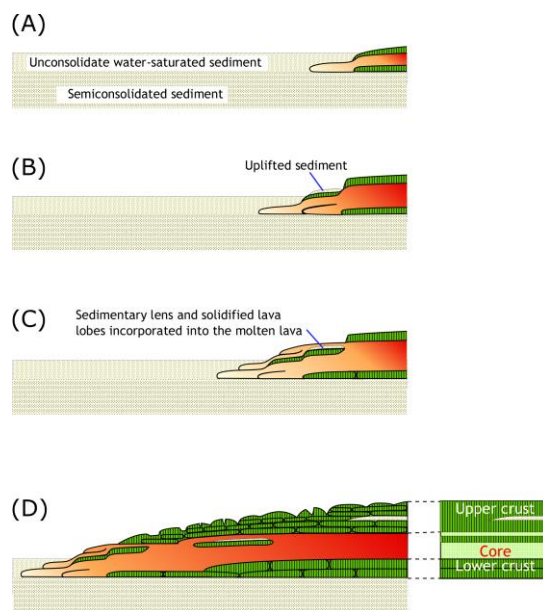 (A)
Unconsolidate water-saturated sediment
Semiconsolidated sediment
(B)
Uplifted sediment
(C)
Sedimentary lens and solidified lava
lobes incorporated into the molten lava
(D)
Upper crust
Core
Lower crust